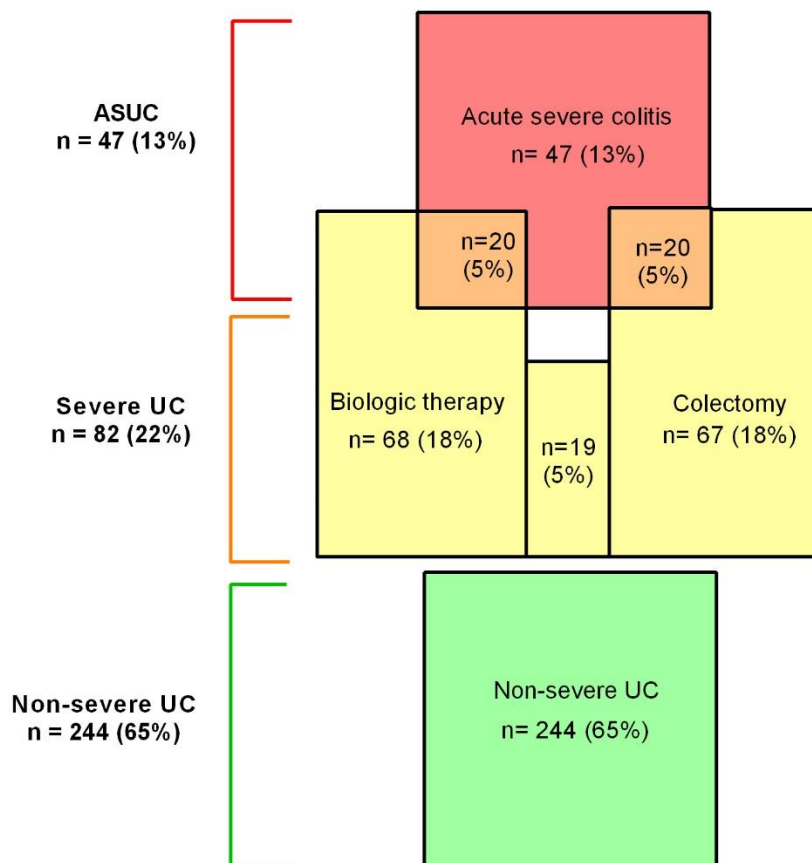 ASUC
n = 47 (13%)
Acute severe colitis
n= 47 (13%)
n=20
(5%)
n=20
(5%)
Severe UC
n = 82 (22%)
Biologic therapy
n= 68 (18%)
n=19
(5%)
Colectomy
n= 67 (18%)
Non-severe UC
n = 244 (65%)
Non-severe UC
n= 244 (65%)